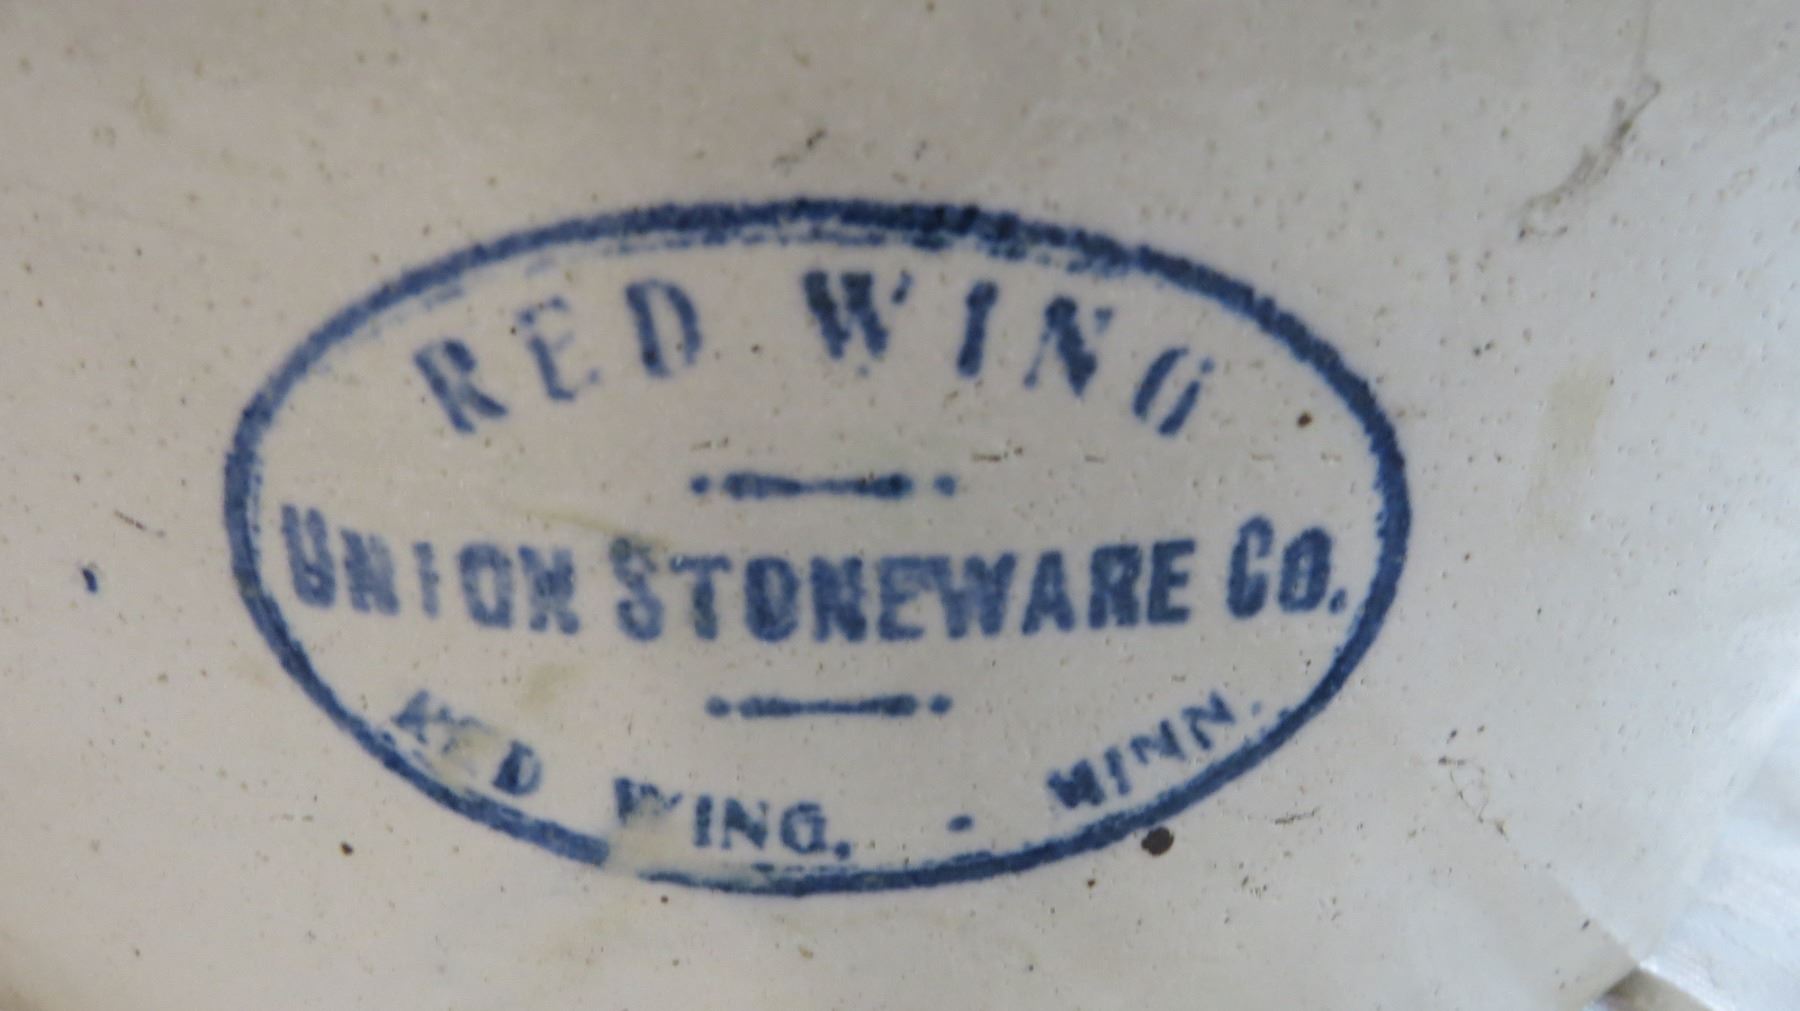 RED WING
UNION STONEWARE CO.
RED WING, - MINN.